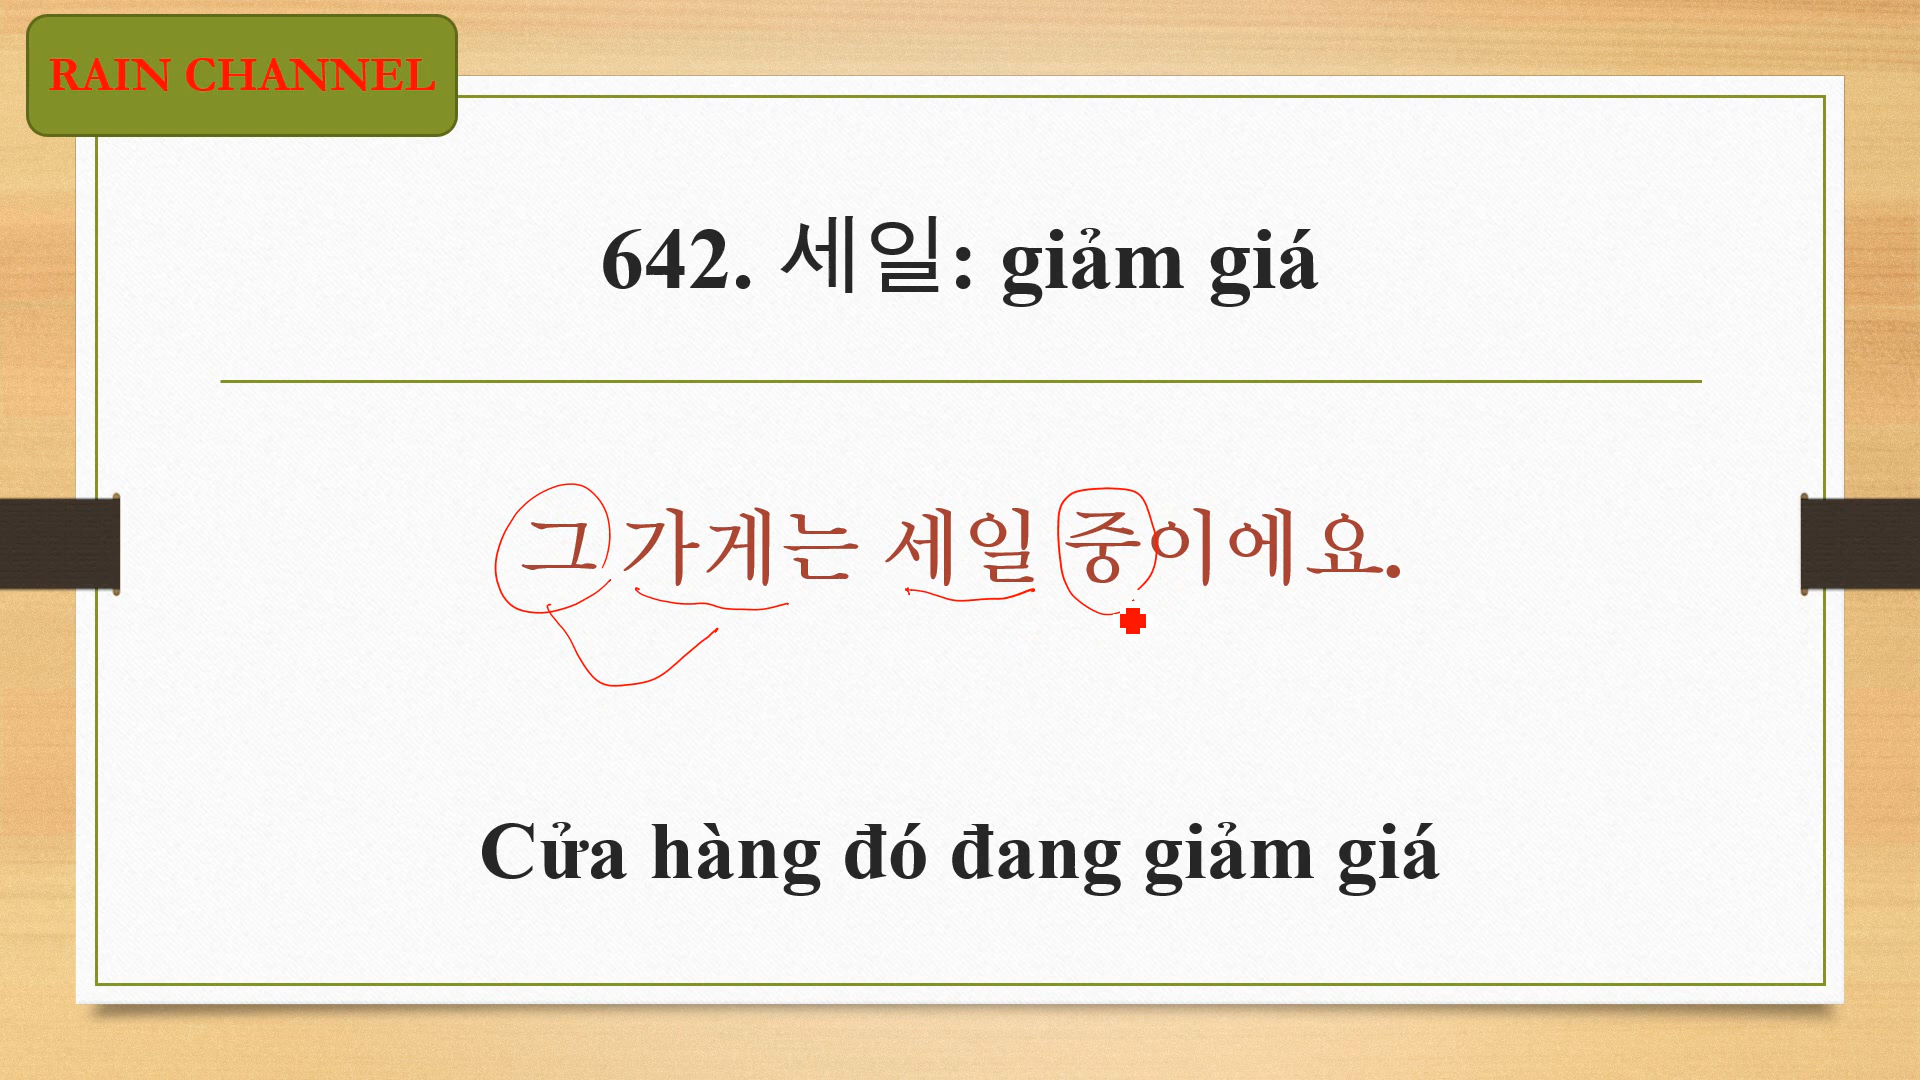 RAIN CHANNEL
642. 세일: giảm giá
그 가게는 세일 중이에요.
Cửa hàng đó đang giảm giá